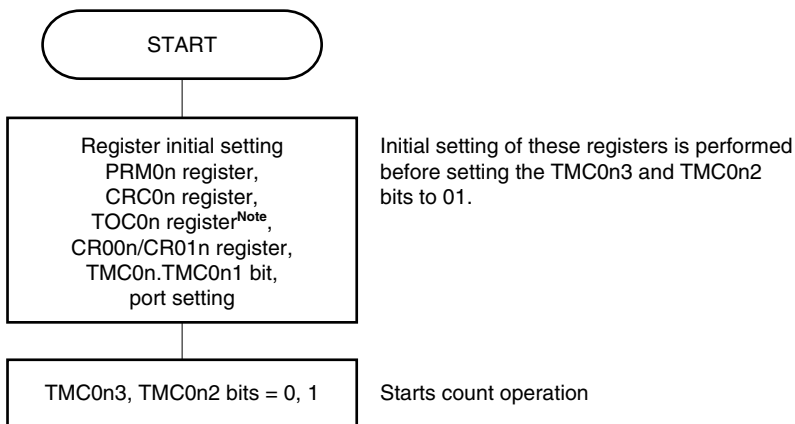 START
Register initial setting
PRM0n register,
CRC0n register,
TOC0n registerNote,
CR00n/CR01n register,
TMC0n.TMC0n1 bit,
port setting
Initial setting of these registers is performed
before setting the TMC0n3 and TMC0n2
bits to 01.
TMC0n3, TMC0n2 bits = 0, 1
Starts count operation